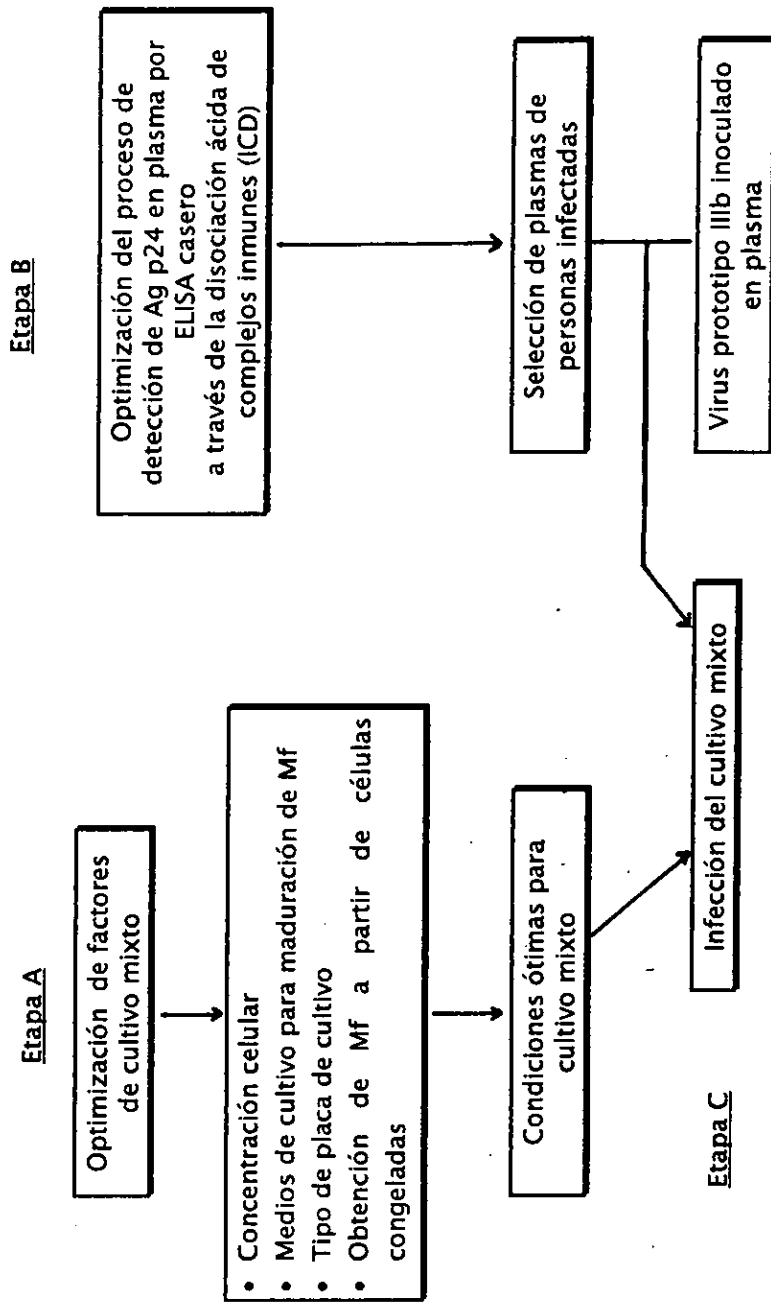 Etapa A
Optimización de factores
de cultivo mixto
• Concentración celular
• Medios de cultivo para maduración de Mf
• Tipo de placa de cultivo
• Obtención de Mf a partir de células
congeladas
Condiciones ótimas para
cultivo mixto
Etapa B
Optimización del proceso de
detección de Ag p24 en plasma por
ELISA casero
a través de la disociación ácida de
complejos inmunes (ICD)
Selección de plasmas de
personas infectadas
Virus prototipo IIIb inoculado
en plasma
Etapa C
Infección del cultivo mixto